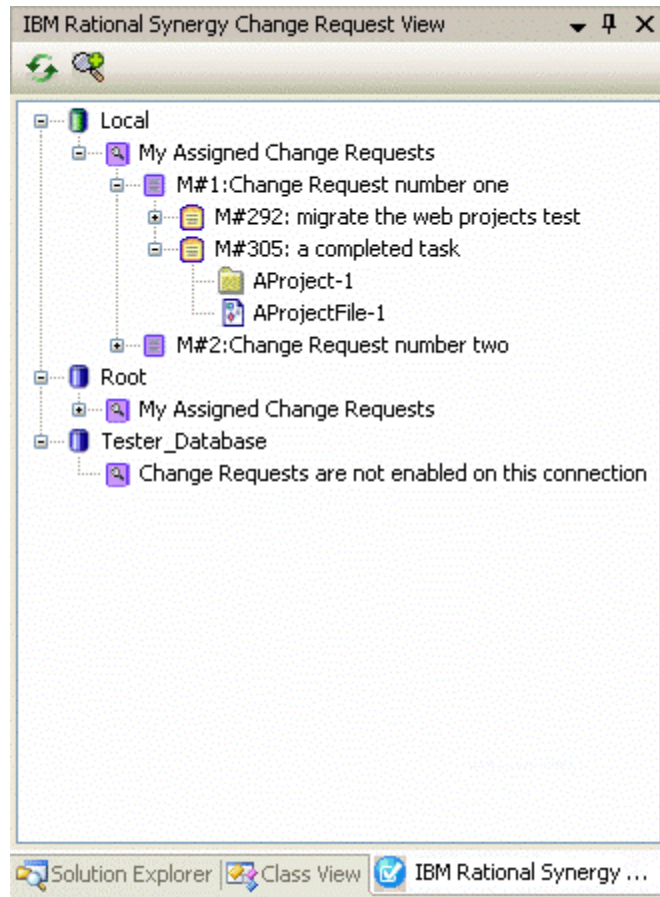 IBM Rational Synergy Change Request View
Local
My Assigned Change Requests
M#1:Change Request number one
M#292: migrate the web projects test
M#305: a completed task
AProject-1
AProjectFile-1
M#2:Change Request number two
Root
My Assigned Change Requests
Tester_Database
Change Requests are not enabled on this connection
Solution Explorer Class View IBM Rational Synergy ...